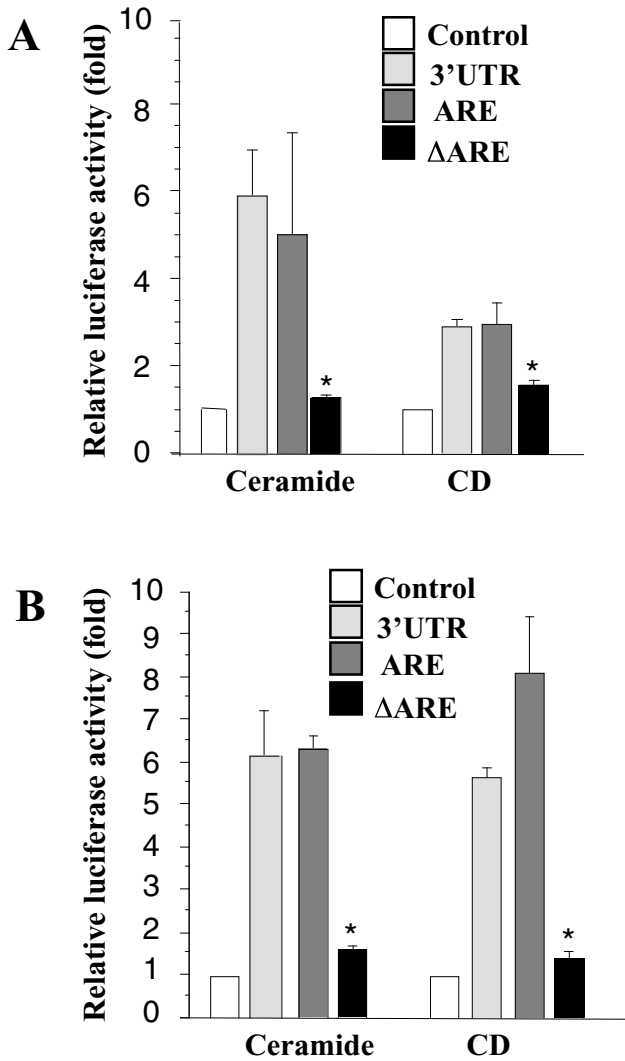 A
Relative luciferase activity (fold)
10
8
6
4
2
0
Control
3'UTR
ARE
ΔARE
*
*
Ceramide
CD
B
Relative luciferase activity (fold)
10
9
8
7
6
5
4
3
2
1
0
Control
3'UTR
ARE
ΔARE
*
*
Ceramide
CD